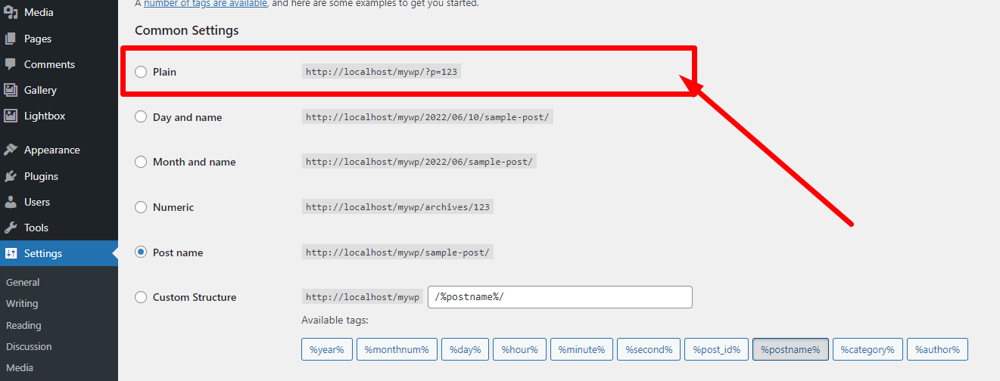 Media
Pages
Comments
Gallery
Lightbox
Appearance
Plugins
Users
Tools
Settings
General
Writing
Reading
Discussion
Media
A number of tags are available, and here are some examples to get you started.
Common Settings
Plain http://localhost/mywp/?p=123
Day and name http://localhost/mywp/2022/06/10/sample-post/
Month and name http://localhost/mywp/2022/06/sample-post/
Numeric http://localhost/mywp/archives/123
Post name http://localhost/mywp/sample-post/
Custom Structure http://localhost/mywp /%postname%/
Available tags:
%year% %monthnum% %day% %hour% %minute% %second% %post_id% %postname% %category% %author%